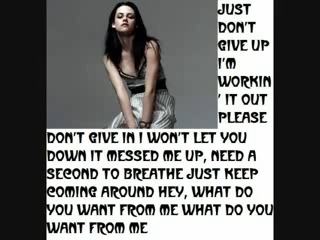 JUST
DON'T
GIVE UP
I'M
WORKIN
' IT OUT
PLEASE
DON'T GIVE IN I WON'T LET YOU
DOWN IT MESSED ME UP, NEED A
SECOND TO BREATHE JUST KEEP
COMING AROUND HEY, WHAT DO
YOU WANT FROM ME WHAT DO YOU
WANT FROM ME